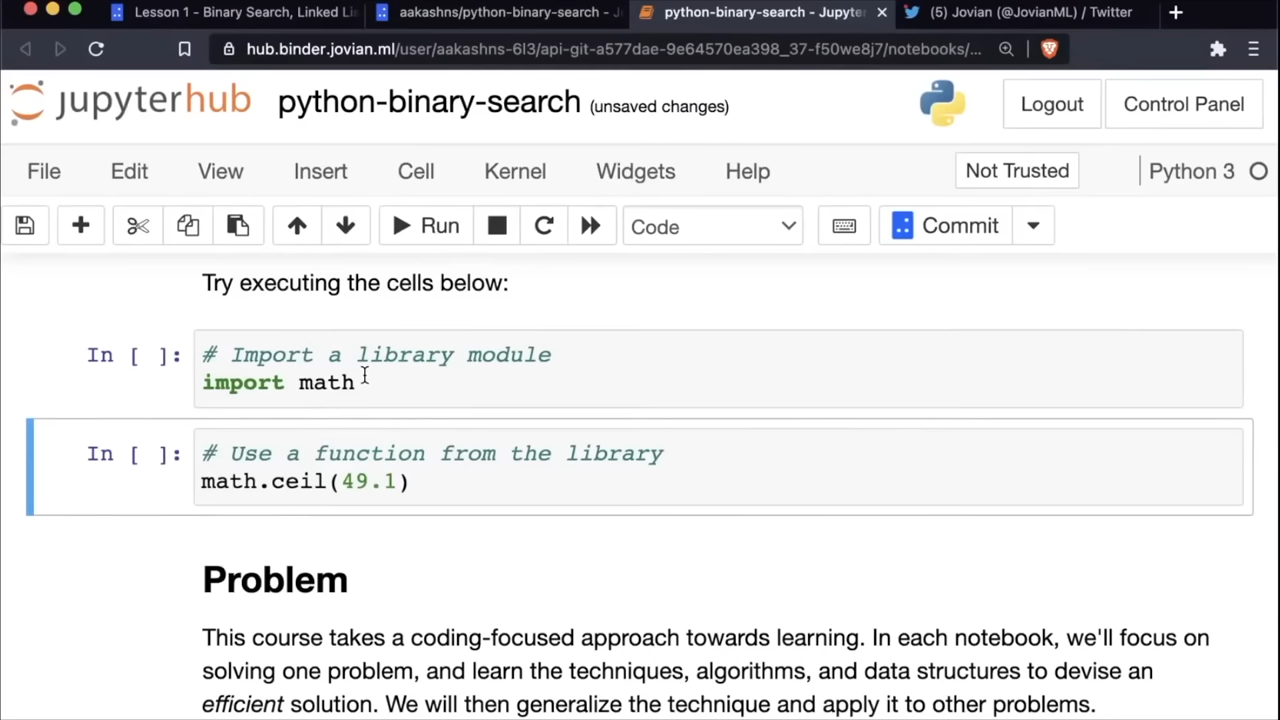 Lesson 1 - Binary Search, Linked Li
aakashns/python-binary-search - J
python-binary-search - Jupyte
(5) Jovian (@JovianML) / Twitter
hub.binder.jovian.ml/user/aakashns-6l3/api-git-a577dae-9e64570ea398_37-f50we8j7/notebooks/...
jupyterhub python-binary-search (unsaved changes) Logout Control Panel
File Edit View Insert Cell Kernel Widgets Help Not Trusted Python 3
Run Code Commit
Try executing the cells below:
In [ ]: # Import a library module
import math
In [ ]: # Use a function from the library
math.ceil(49.1)
Problem
This course takes a coding-focused approach towards learning. In each notebook, we'll focus on
solving one problem, and learn the techniques, algorithms, and data structures to devise an
efficient solution. We will then generalize the technique and apply it to other problems.